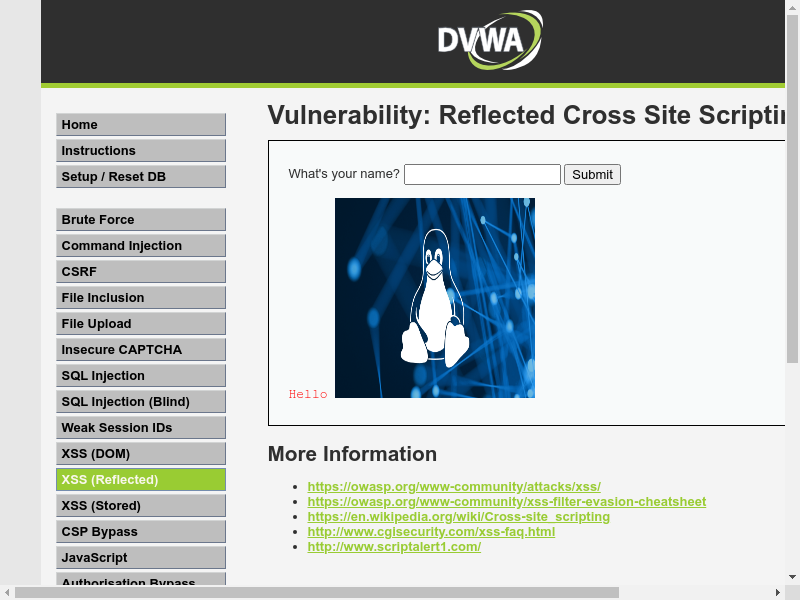 DVWA
Vulnerability: Reflected Cross Site Scriptin
Home
Instructions
Setup / Reset DB
Brute Force
Command Injection
CSRF
File Inclusion
File Upload
Insecure CAPTCHA
SQL Injection
SQL Injection (Blind)
Weak Session IDs
XSS (DOM)
XSS (Reflected)
XSS (Stored)
CSP Bypass
JavaScript
Authorisation Bypass
What's your name? Submit
Hello
More Information
https://owasp.org/www-community/attacks/xss/
https://owasp.org/www-community/xss-filter-evasion-cheatsheet
https://en.wikipedia.org/wiki/Cross-site_scripting
http://www.cgisecurity.com/xss-faq.html
http://www.scriptalert1.com/